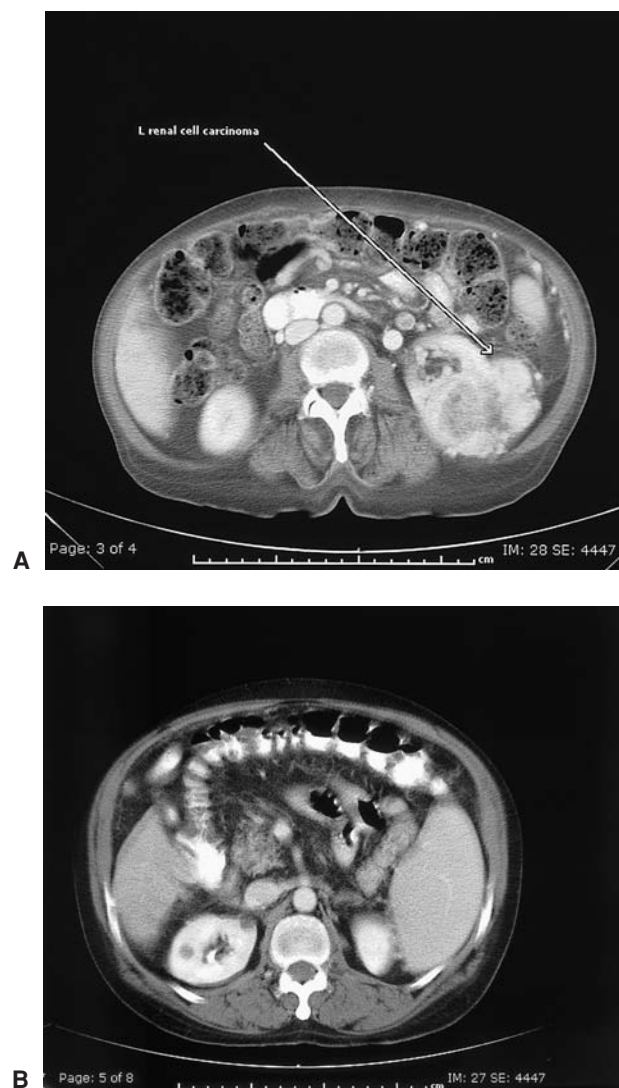 L renal cell carcinoma
Page: 3 of 4
cm
IM: 28 SE: 4447
A
Page: 5 of 8
cm
IM: 27 SE: 4447
B